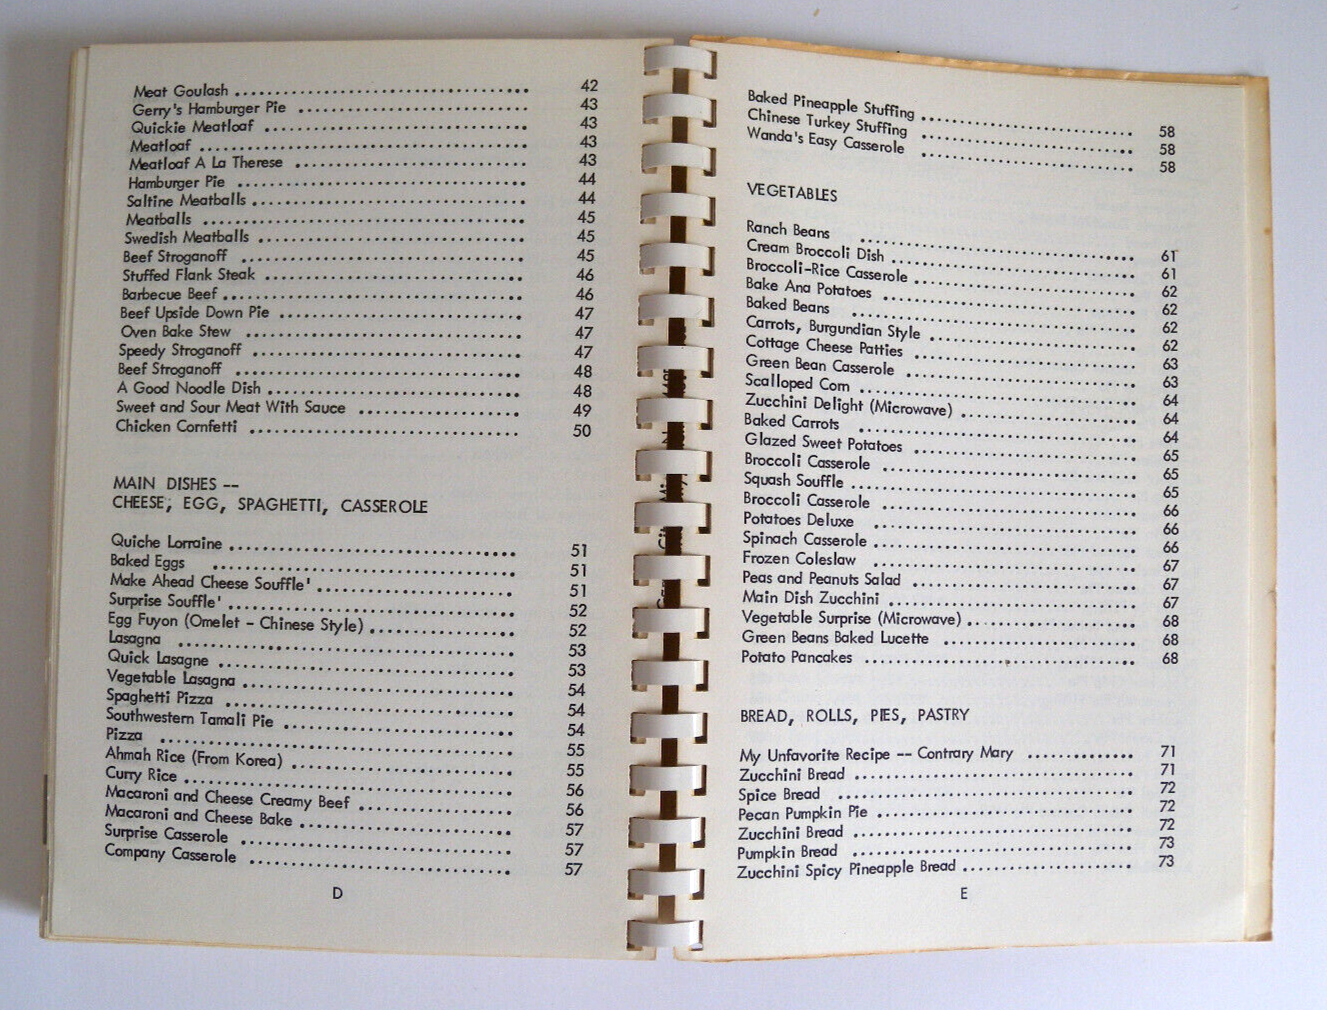 Meat Goulash 42
Gerry's Hamburger Pie 43
Quickie Meatloaf 43
Meatloaf 43
Meatloaf A La Therese 43
Hamburger Pie 44
Saltine Meatballs 44
Meatballs 45
Swedish Meatballs 45
Beef Stroganoff 45
Stuffed Flank Steak 46
Barbecue Beef 46
Beef Upside Down Pie 47
Oven Bake Stew 47
Speedy Stroganoff 47
Beef Stroganoff 48
A Good Noodle Dish 48
Sweet and Sour Meat With Sauce 49
Chicken Cornfetti 50
MAIN DISHES --
CHEESE, EGG, SPAGHETTI, CASSEROLE
Quiche Lorraine 51
Baked Eggs 51
Make Ahead Cheese Souffle' 51
Surprise Souffle' 52
Egg Fuyon (Omelet - Chinese Style) 52
Lasagna 53
Quick Lasagne 53
Vegetable Lasagna 54
Spaghetti Pizza 54
Southwestern Tamali Pie 54
Pizza 55
Ahmah Rice (From Korea) 55
Curry Rice 56
Macaroni and Cheese Creamy Beef 56
Macaroni and Cheese Bake 57
Surprise Casserole 57
Company Casserole 57
D
Baked Pineapple Stuffing 58
Chinese Turkey Stuffing 58
Wanda's Easy Casserole 58
VEGETABLES
Ranch Beans 61
Cream Broccoli Dish 61
Broccoli-Rice Casserole 62
Bake Ana Potatoes 62
Baked Beans 62
Carrots, Burgundian Style 62
Cottage Cheese Patties 63
Green Bean Casserole 63
Scalloped Corn 64
Zucchini Delight (Microwave) 64
Baked Carrots 64
Glazed Sweet Potatoes 65
Broccoli Casserole 65
Squash Souffle 65
Broccoli Casserole 66
Potatoes Deluxe 66
Spinach Casserole 66
Frozen Coleslaw 67
Peas and Peanuts Salad 67
Main Dish Zucchini 67
Vegetable Surprise (Microwave) 68
Green Beans Baked Lucette 68
Potato Pancakes 68
BREAD, ROLLS, PIES, PASTRY
My Unfavorite Recipe -- Contrary Mary 71
Zucchini Bread 71
Spice Bread 72
Pecan Pumpkin Pie 72
Zucchini Bread 72
Pumpkin Bread 73
Zucchini Spicy Pineapple Bread 73
E